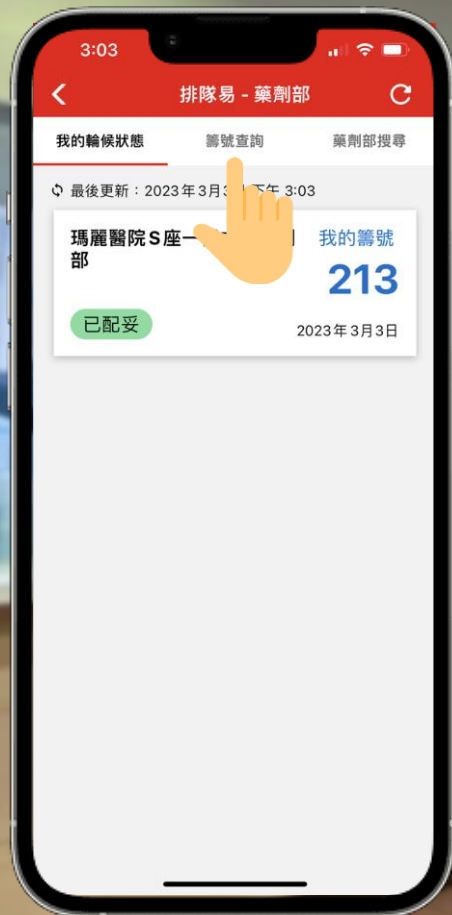 3:03
排隊易 - 藥劑部
我的輪候狀態 籌號查詢 藥劑部搜尋
最後更新：2023年3月3 下午 3:03
瑪麗醫院S座一 我的籌號
部
213
已配妥
2023年3月3日